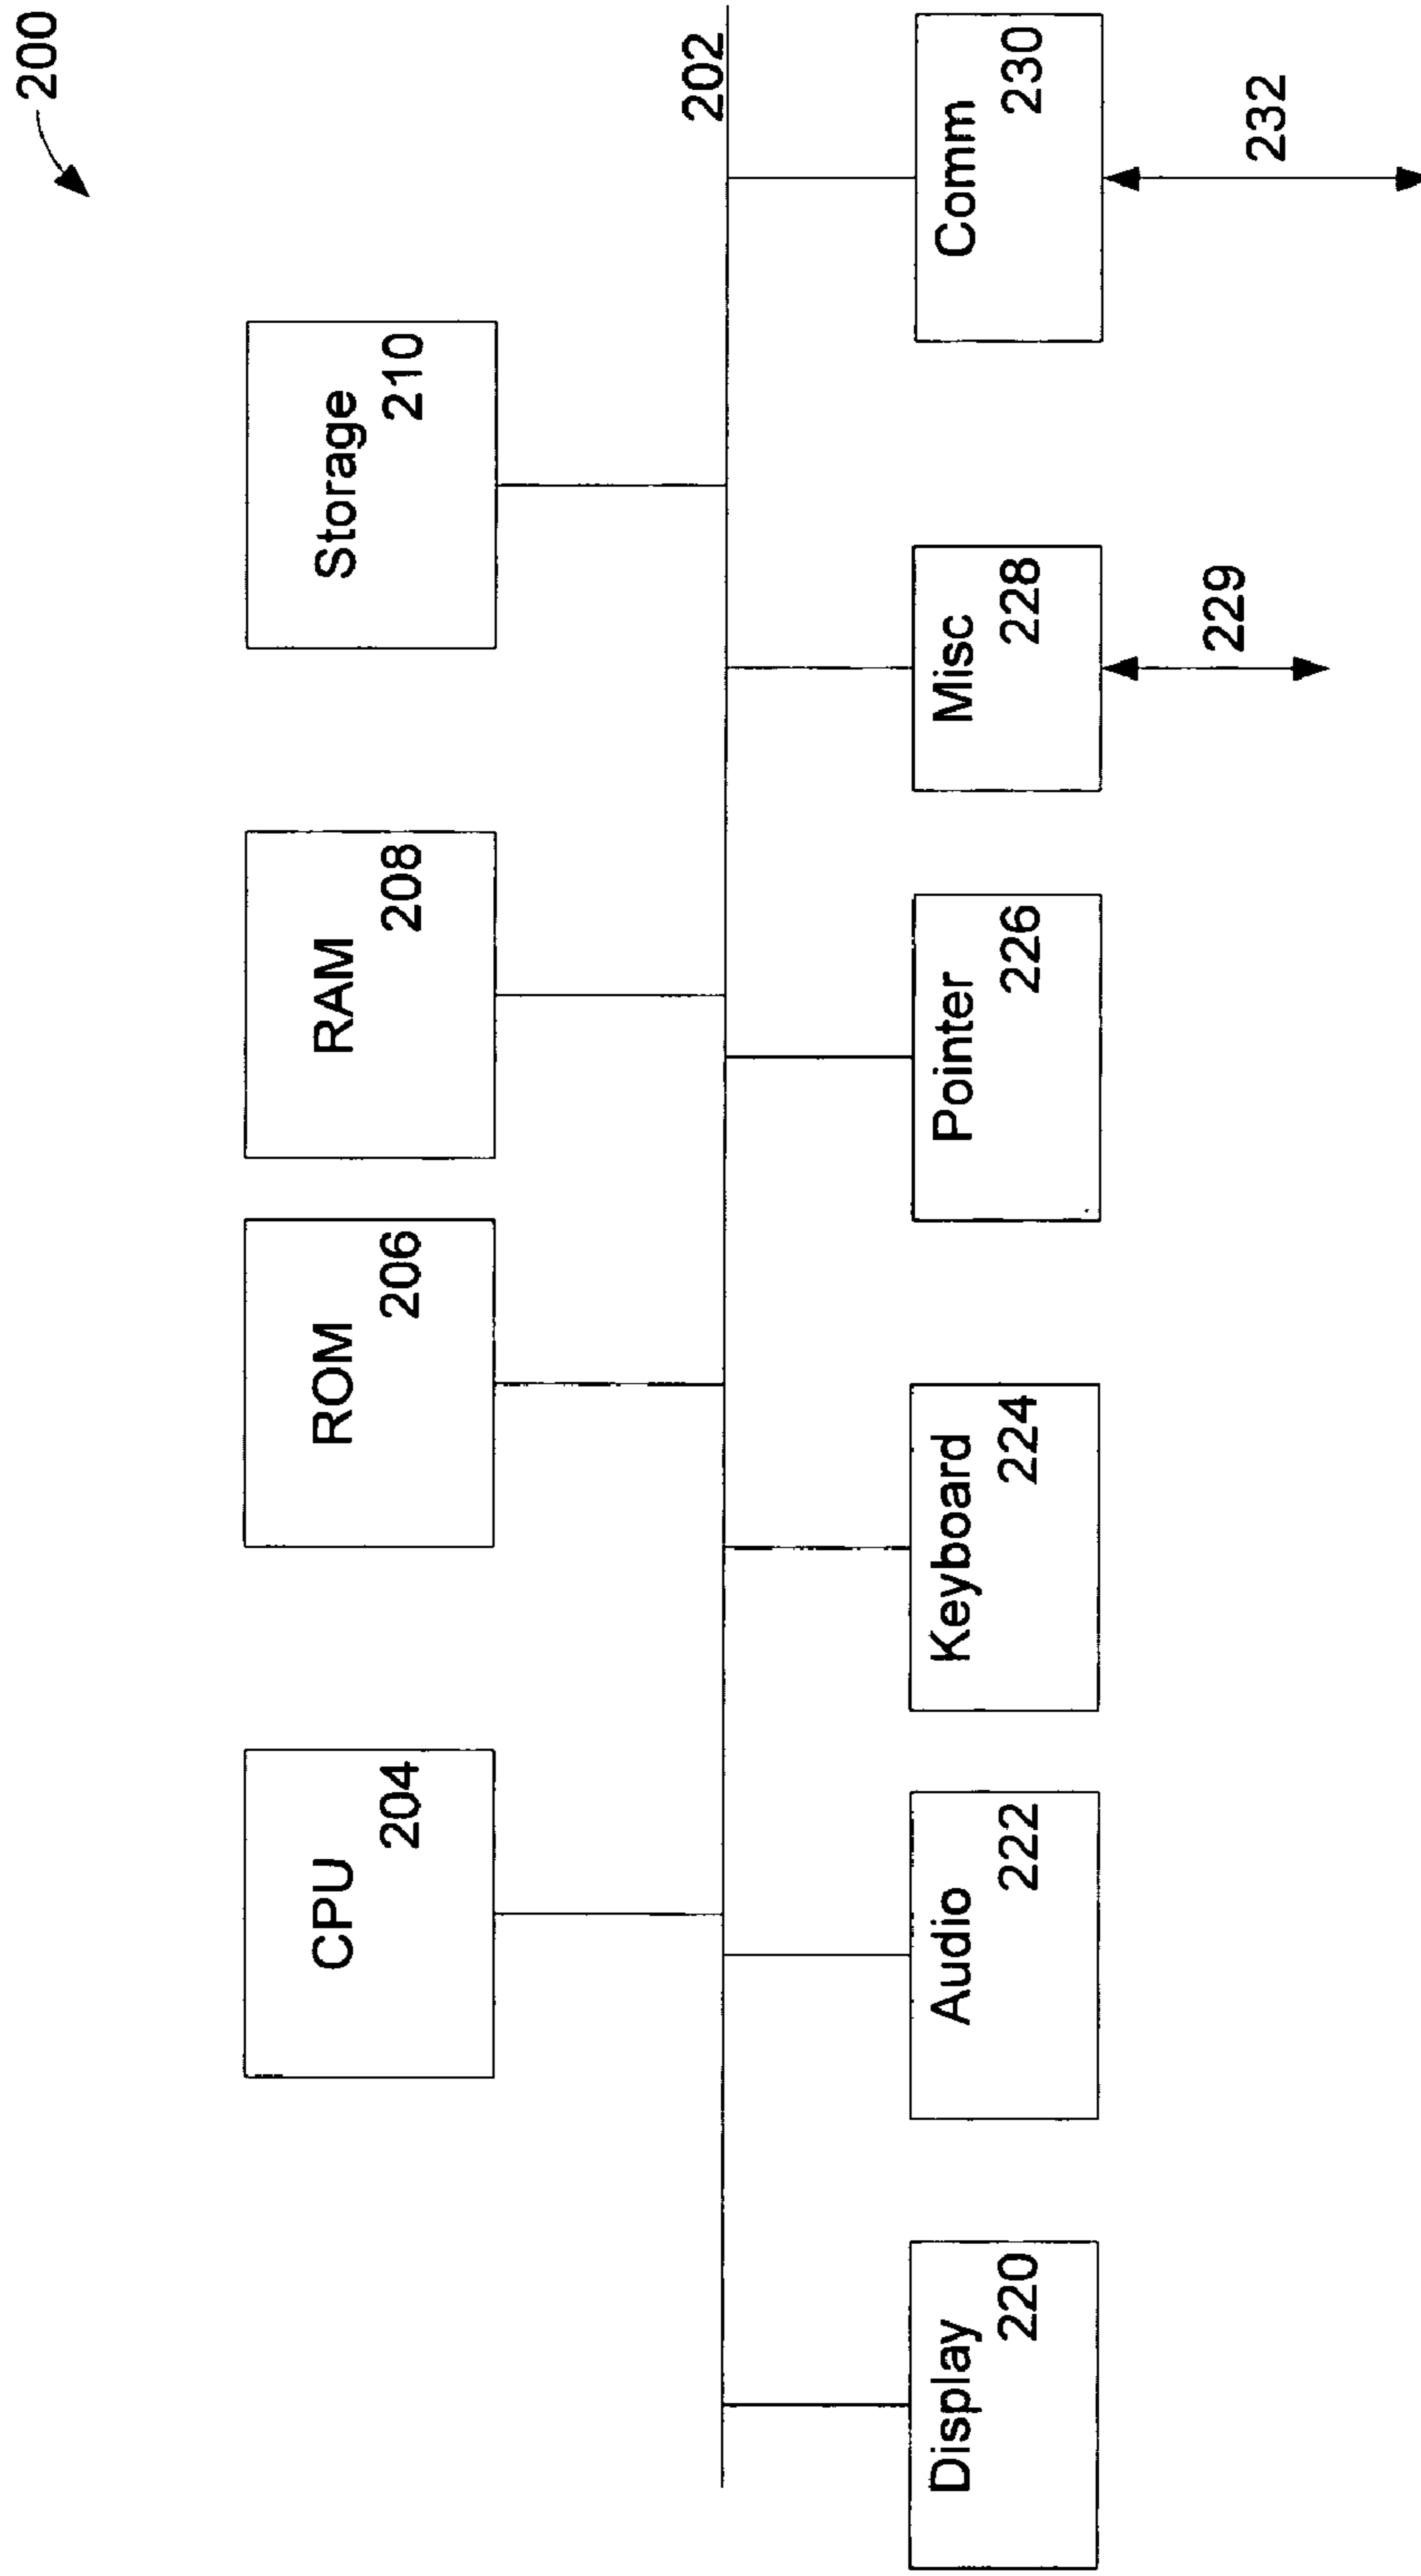 200
CPU
204
ROM
206
RAM
208
Storage
210
202
Display
220
Audio
222
Keyboard
224
Pointer
226
Misc
228
Comm
230
229
232